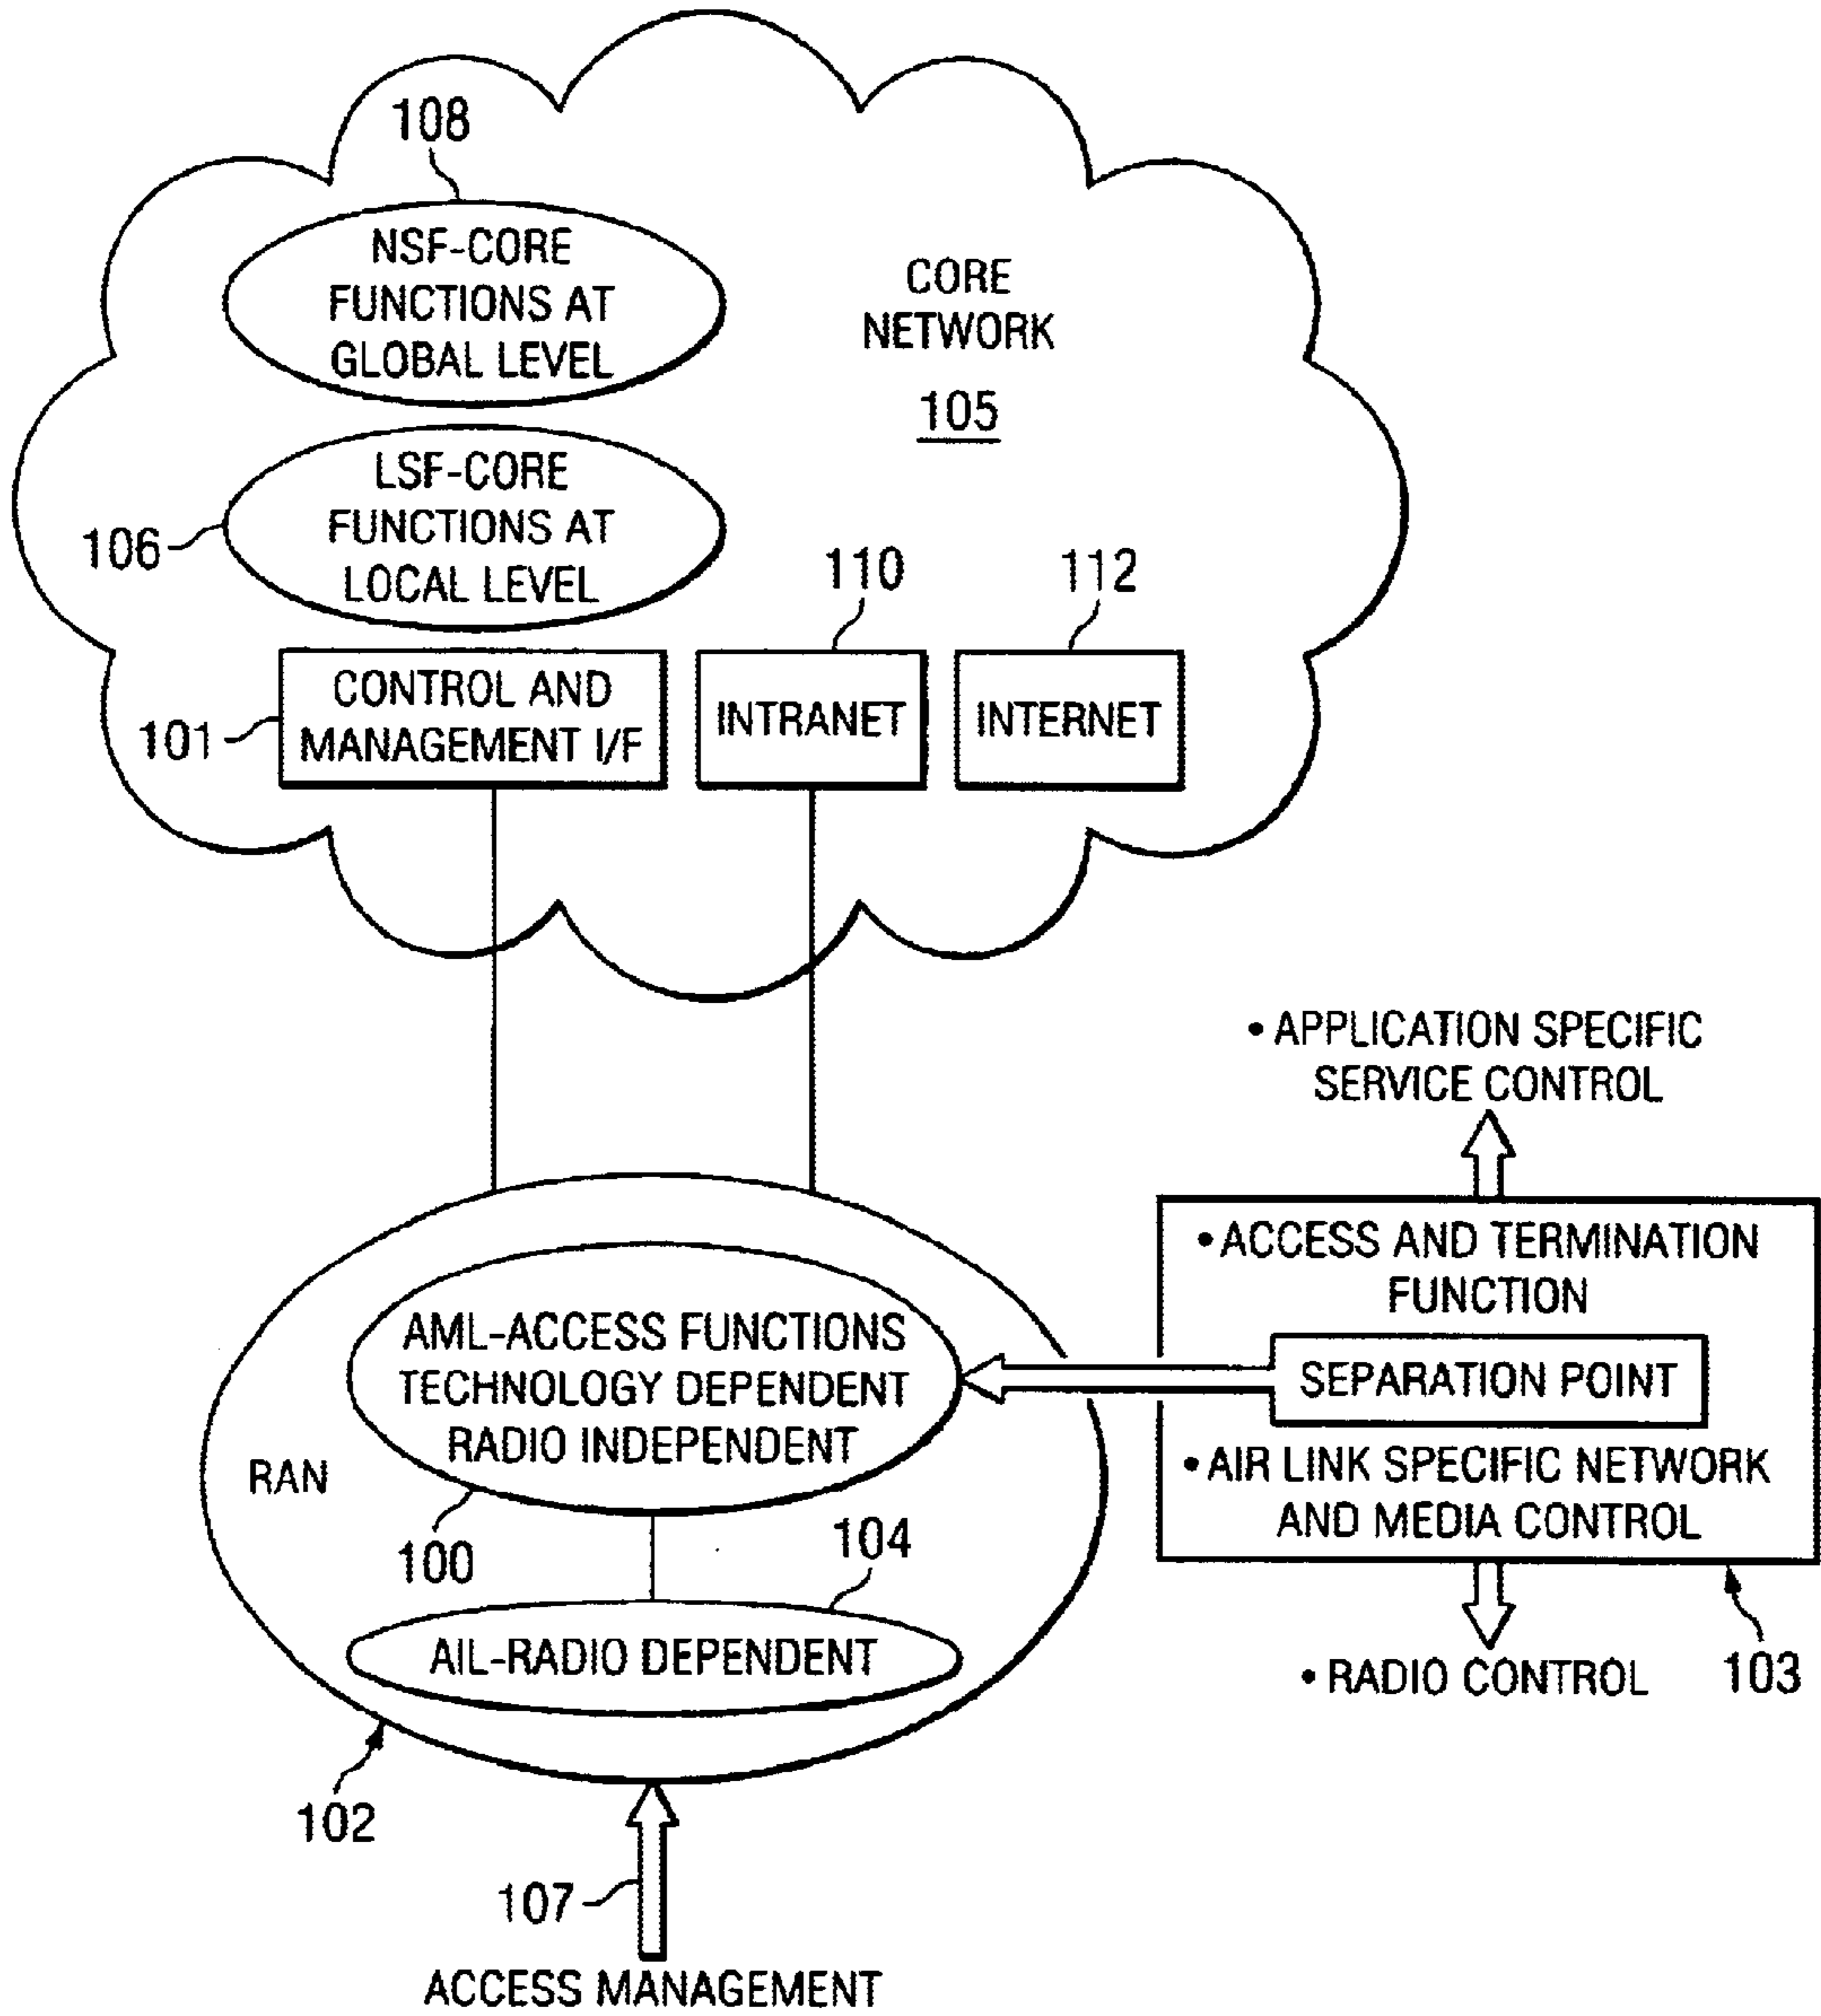 108
NSF-CORE
FUNCTIONS AT
GLOBAL LEVEL
CORE
NETWORK
105
LSF-CORE
FUNCTIONS AT
LOCAL LEVEL
106
110
112
CONTROL AND
MANAGEMENT I/F
101
INTRANET
INTERNET
• APPLICATION SPECIFIC
SERVICE CONTROL
• ACCESS AND TERMINATION
FUNCTION
SEPARATION POINT
• AIR LINK SPECIFIC NETWORK
AND MEDIA CONTROL
• RADIO CONTROL
103
AML-ACCESS FUNCTIONS
TECHNOLOGY DEPENDENT
RADIO INDEPENDENT
RAN
100
104
AIL-RADIO DEPENDENT
102
107
ACCESS MANAGEMENT